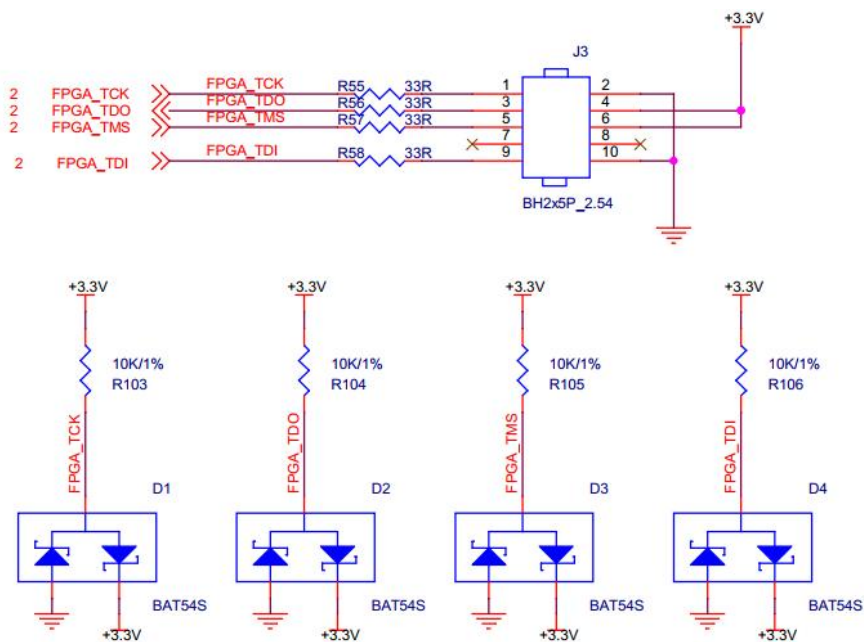 +3.3V
J3
2 FPGA_TCK FPGA_TCK R55 33R 1 2
2 FPGA_TDO FPGA_TDO R56 33R 3 4
2 FPGA_TMS FPGA_TMS R57 33R 5 6
7 8
2 FPGA_TDI FPGA_TDI R58 33R 9 10
BH2x5P_2.54
+3.3V +3.3V +3.3V +3.3V
10K/1% 10K/1% 10K/1% 10K/1%
R103 R104 R105 R106
FPGA_TCK FPGA_TDO FPGA_TMS FPGA_TDI
D1 D2 D3 D4
BAT54S BAT54S BAT54S BAT54S
+3.3V +3.3V +3.3V +3.3V